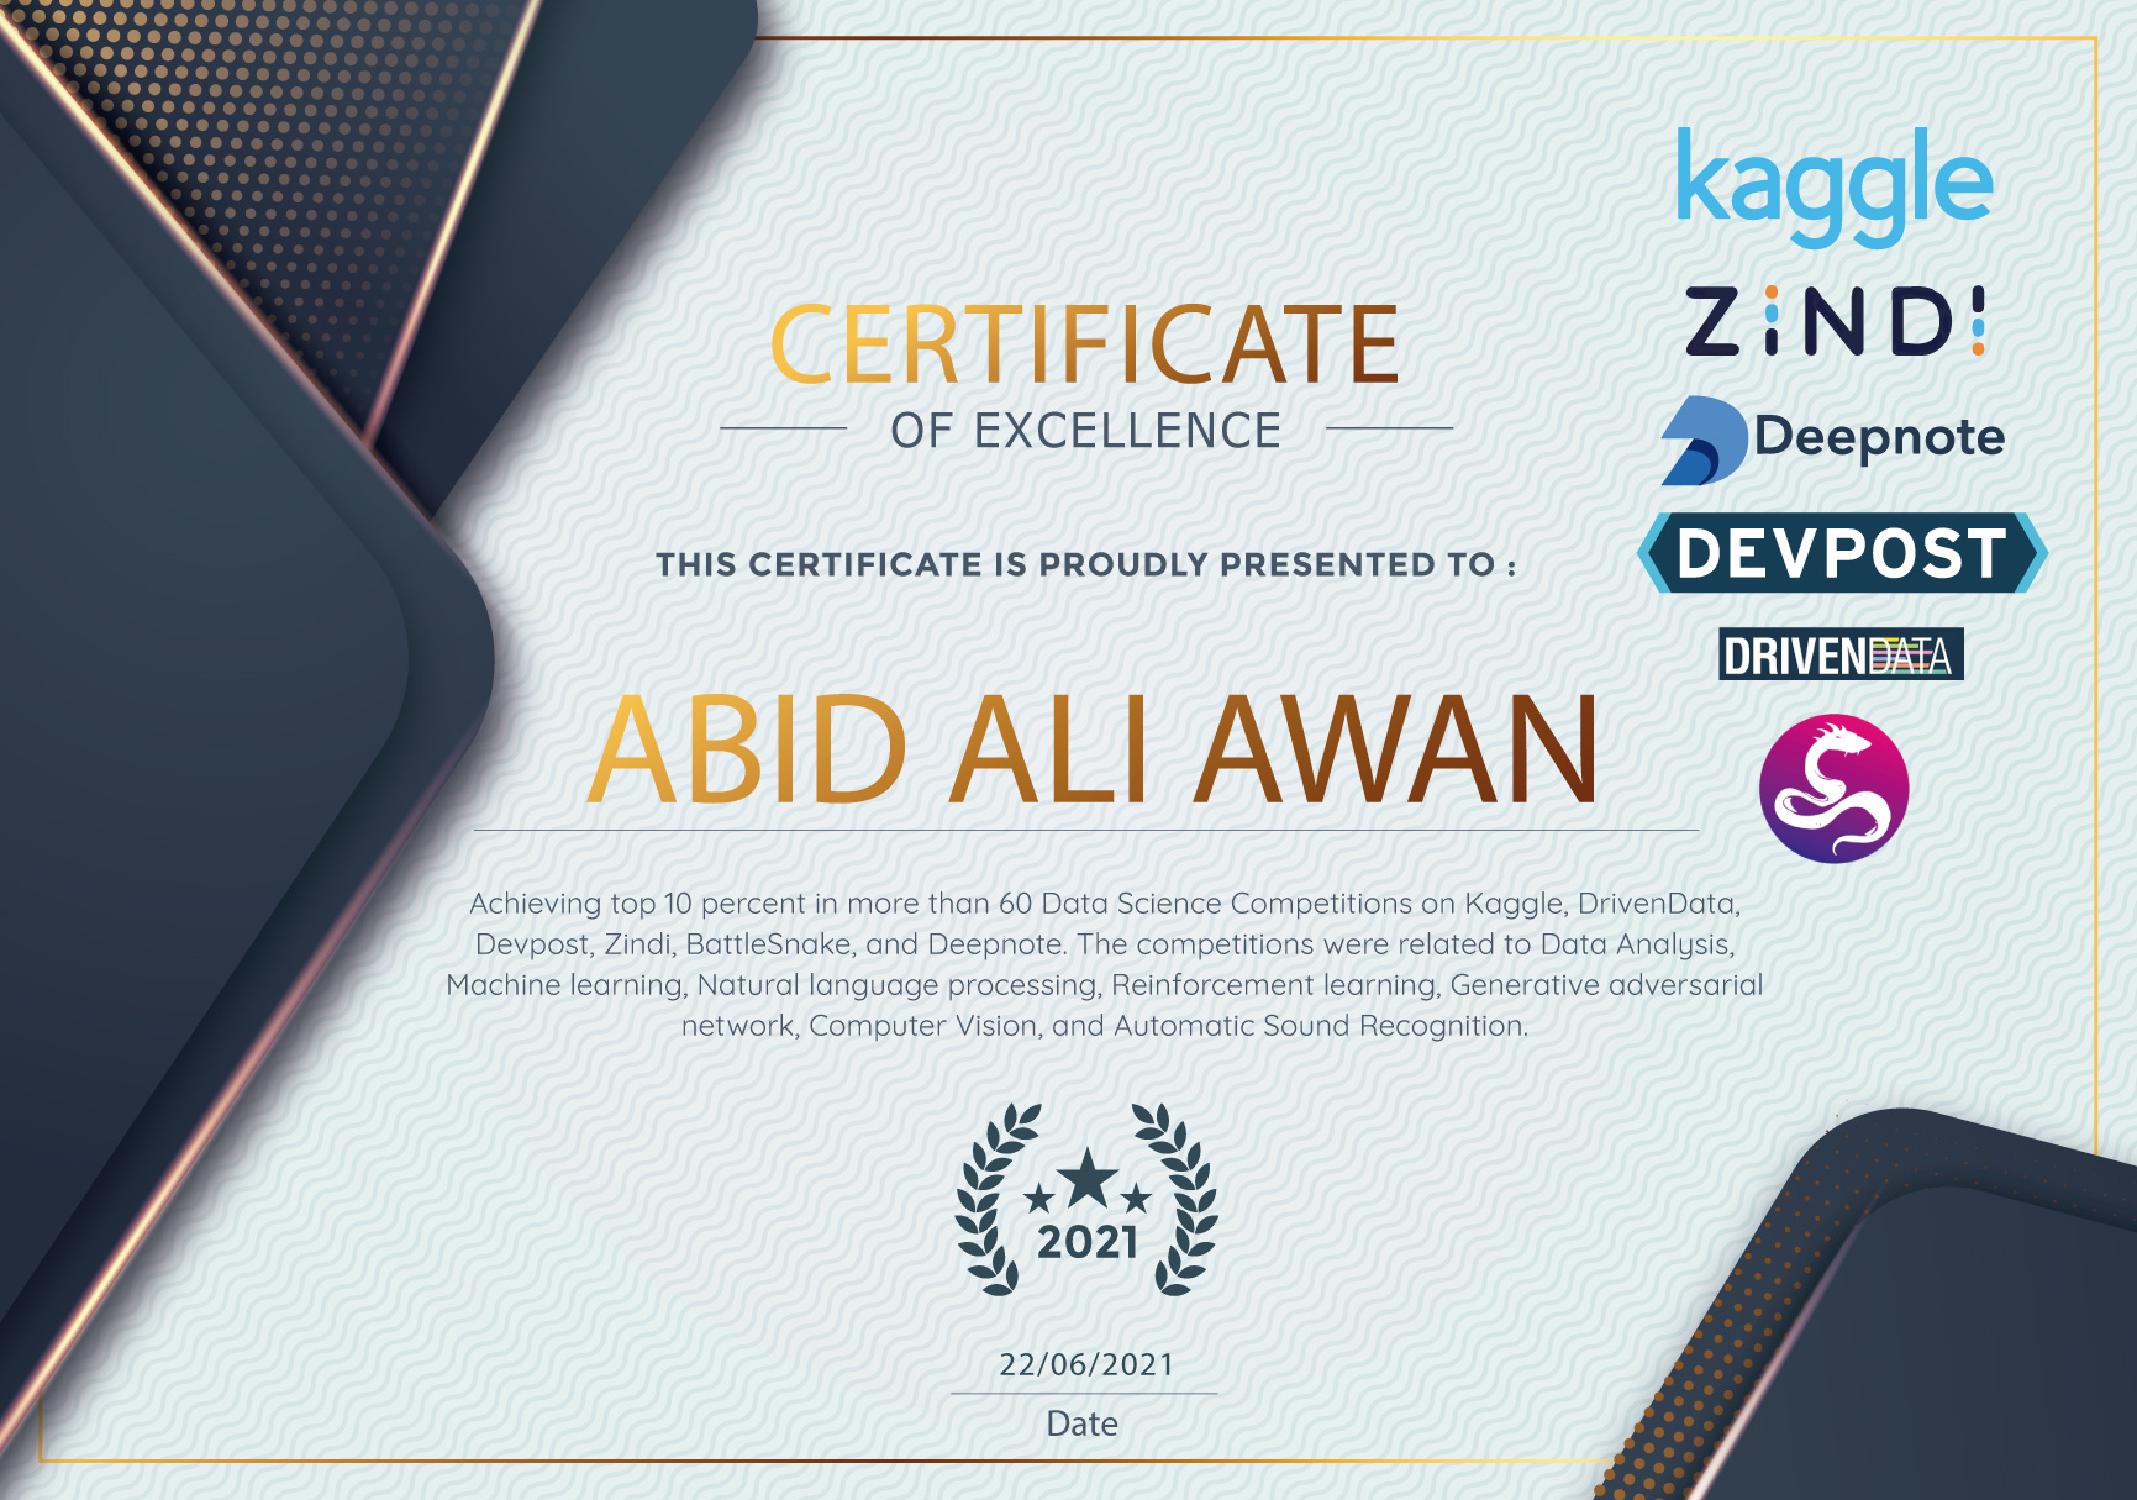 CERTIFICATE
OF EXCELLENCE
THIS CERTIFICATE IS PROUDLY PRESENTED TO :
ABID ALI AWAN
Achieving top 10 percent in more than 60 Data Science Competitions on Kaggle, DrivenData,
Devpost, Zindi, BattleSnake, and Deepnote. The competitions were related to Data Analysis,
Machine learning, Natural language processing, Reinforcement learning, Generative adversarial
network, Computer Vision, and Automatic Sound Recognition.
2021
22/06/2021
Date
kaggle
ZiNDi
Deepnote
DEVPOST
DRIVENDATA